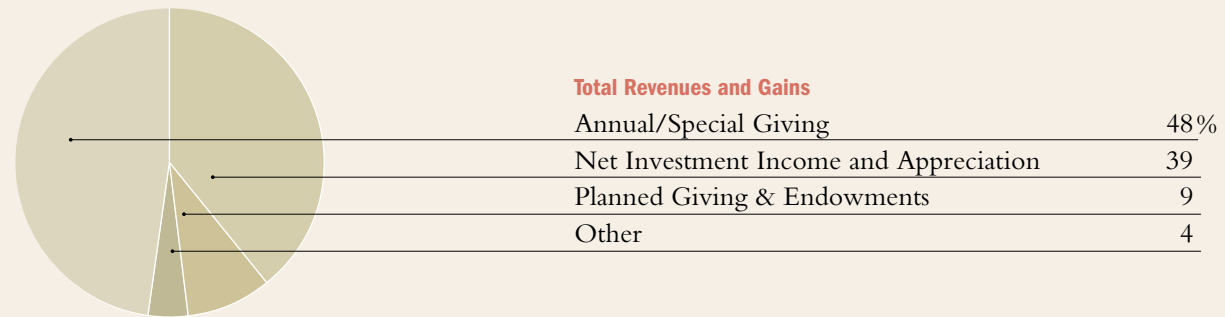 Total Revenues and Gains
Annual/Special Giving 48%
Net Investment Income and Appreciation 39
Planned Giving & Endowments 9
Other 4